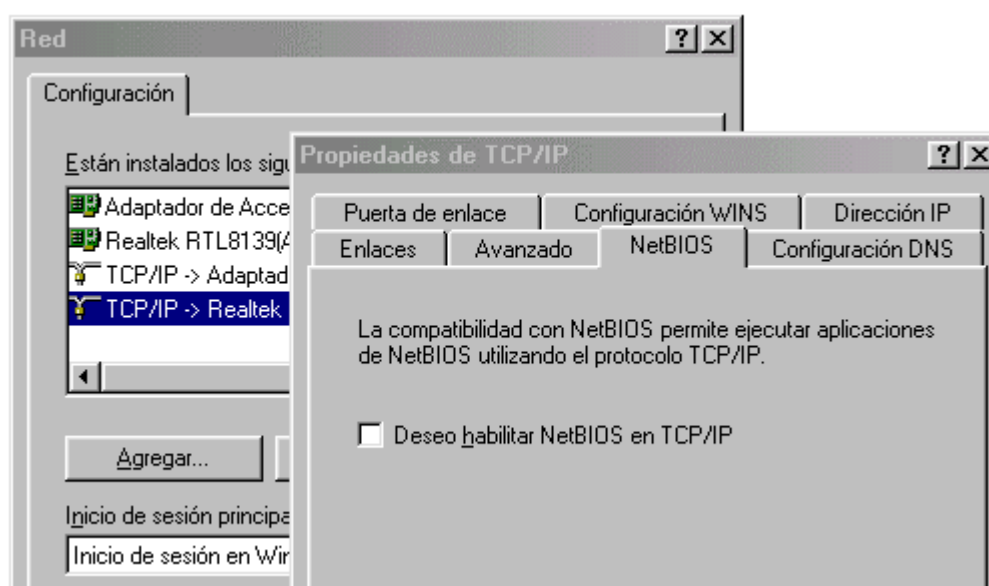 Red
Configuración
Están instalados los sigu
Adaptador de Acce
Realtek RTL8139(A
TCP/IP -> Adaptad
TCP/IP -> Realtek
Agregar...
Inicio de sesión principa
Inicio de sesión en Wir
Propiedades de TCP/IP
Puerta de enlace Configuración WINS Dirección IP
Enlaces Avanzado NetBIOS Configuración DNS
La compatibilidad con NetBIOS permite ejecutar aplicaciones
de NetBIOS utilizando el protocolo TCP/IP.
Deseo habilitar NetBIOS en TCP/IP